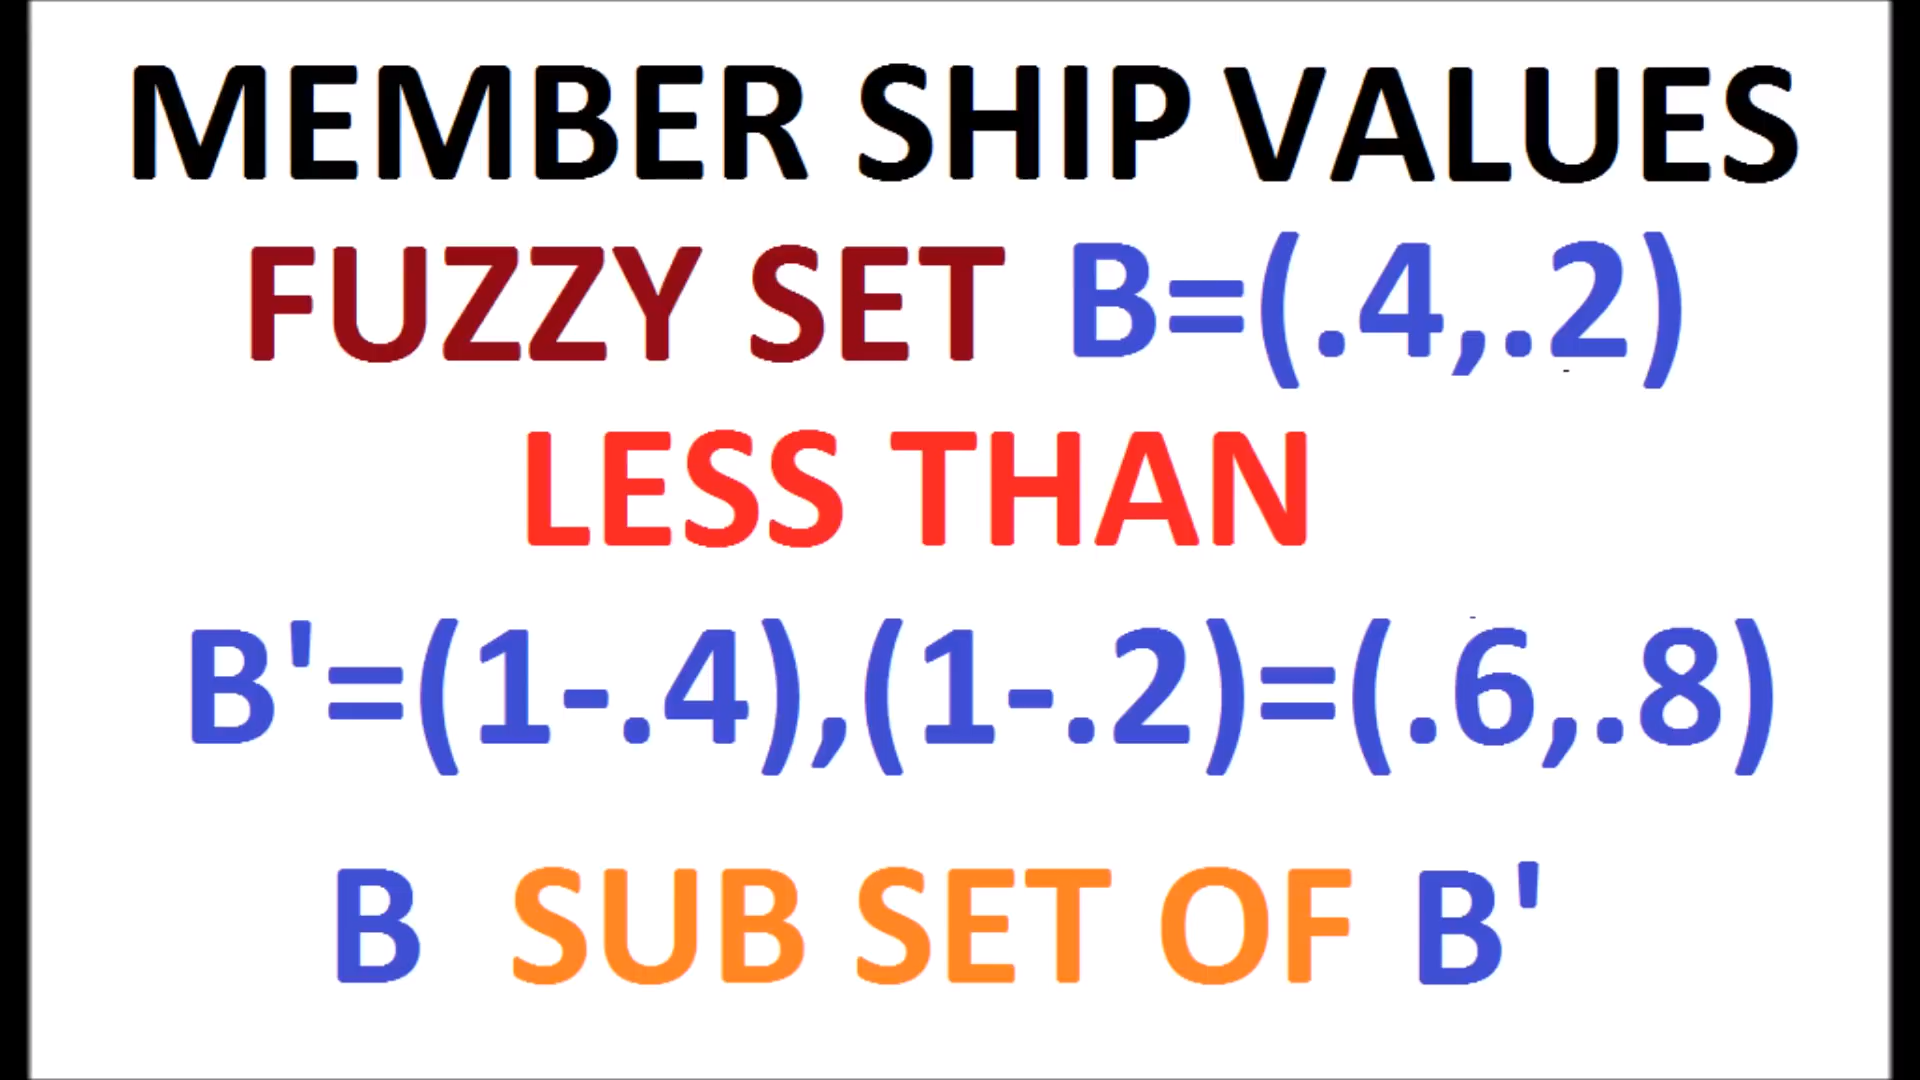 MEMBER SHIP VALUES
FUZZY SET B=(.4,.2)
LESS THAN
B'=(1-.4),(1-.2)=(.6,.8)
B SUB SET OF B'